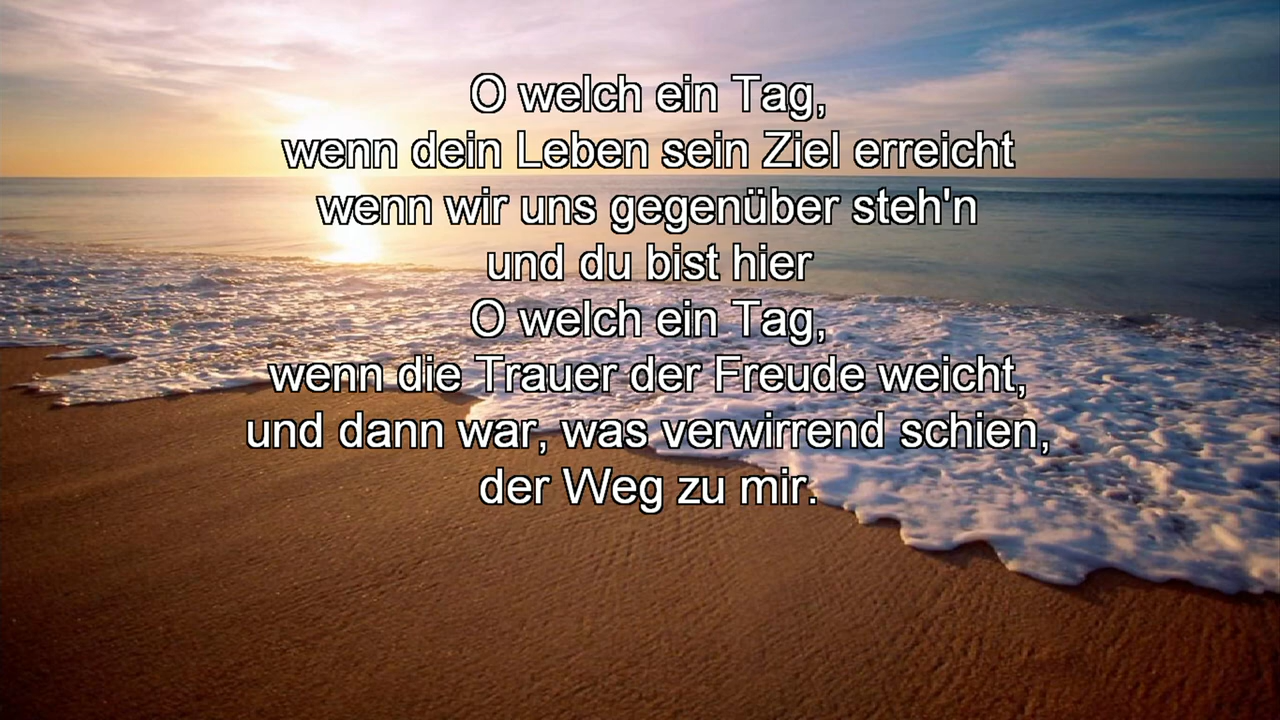 O welch ein Tag,
wenn dein Leben sein Ziel erreicht
wenn wir uns gegenüber steh'n
und du bist hier
O welch ein Tag,
wenn die Trauer der Freude weicht,
und dann war, was verwirrend schien,
der Weg zu mir.